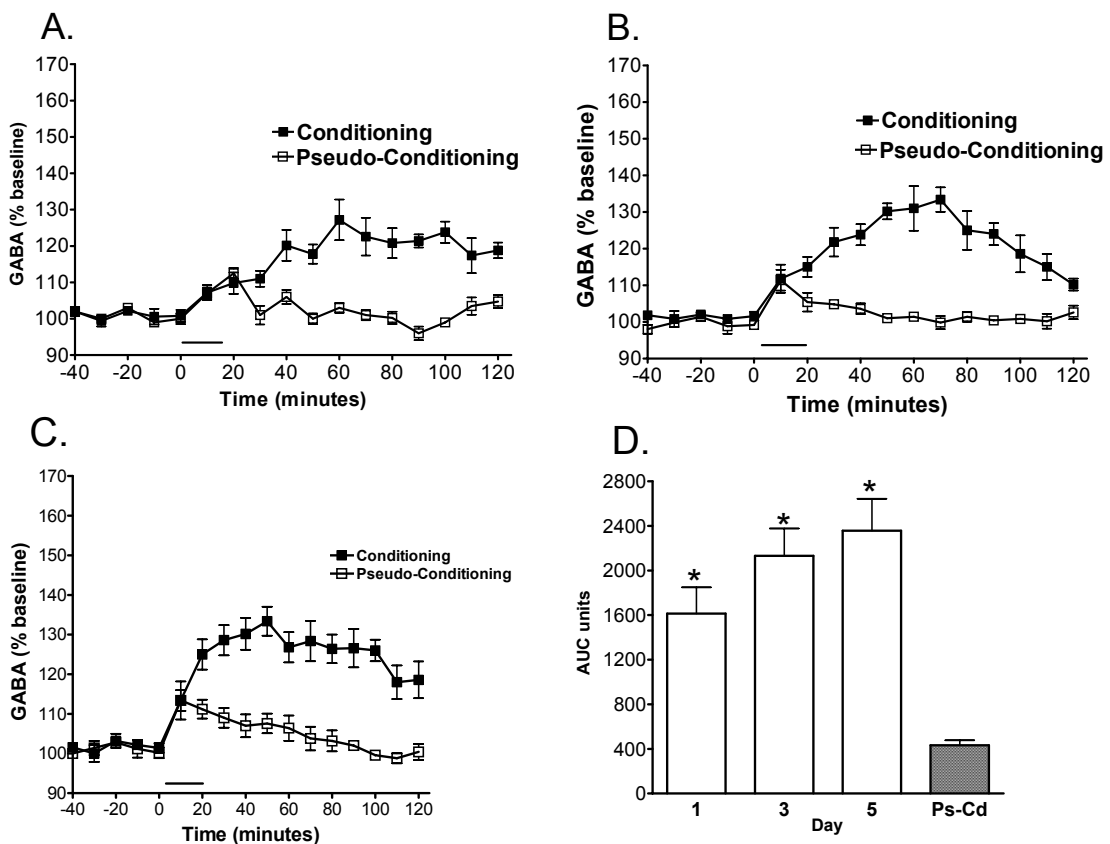 A.
170
160
150
140
130
120
110
100
90
GABA (% baseline)
Conditioning
Pseudo-Conditioning
-40 -20 0 20 40 60 80 100 120
Time (minutes)
B.
170
160
150
140
130
120
110
100
90
GABA (% baseline)
Conditioning
Pseudo-Conditioning
-40 -20 0 20 40 60 80 100 120
Time (minutes)
C.
170
160
150
140
130
120
110
100
90
GABA (% baseline)
Conditioning
Pseudo-Conditioning
-40 -20 0 20 40 60 80 100 120
Time (minutes)
D.
2800
2400
2000
1600
1200
800
400
0
AUC units
* * *
1 3 5 Ps-Cd
Day